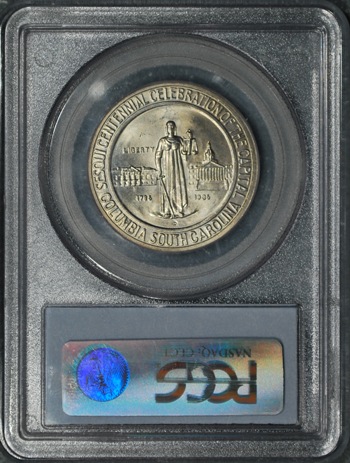 SESQUICENTENNIAL CELEBRATION OF THE CAPITAL
LIBERTY
1786 1936
COLUMBIA SOUTH CAROLINA
NASDAQ: CLCT
PCGS